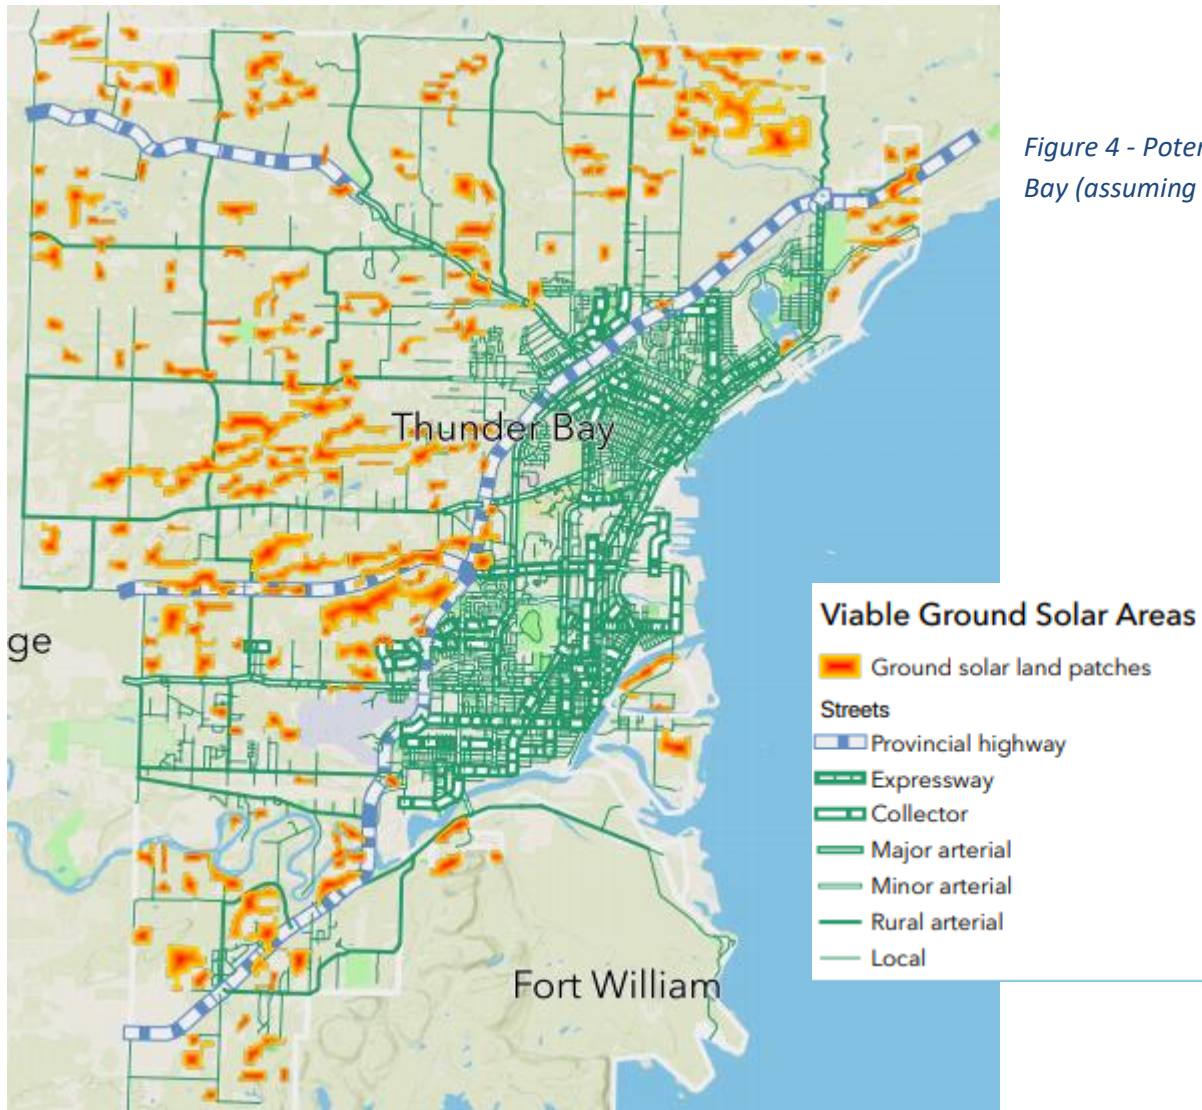 Figure 4 - Poten
Bay (assuming
Thunder Bay
ge
Fort William
Viable Ground Solar Areas
Ground solar land patches
Streets
Provincial highway
Expressway
Collector
Major arterial
Minor arterial
Rural arterial
Local